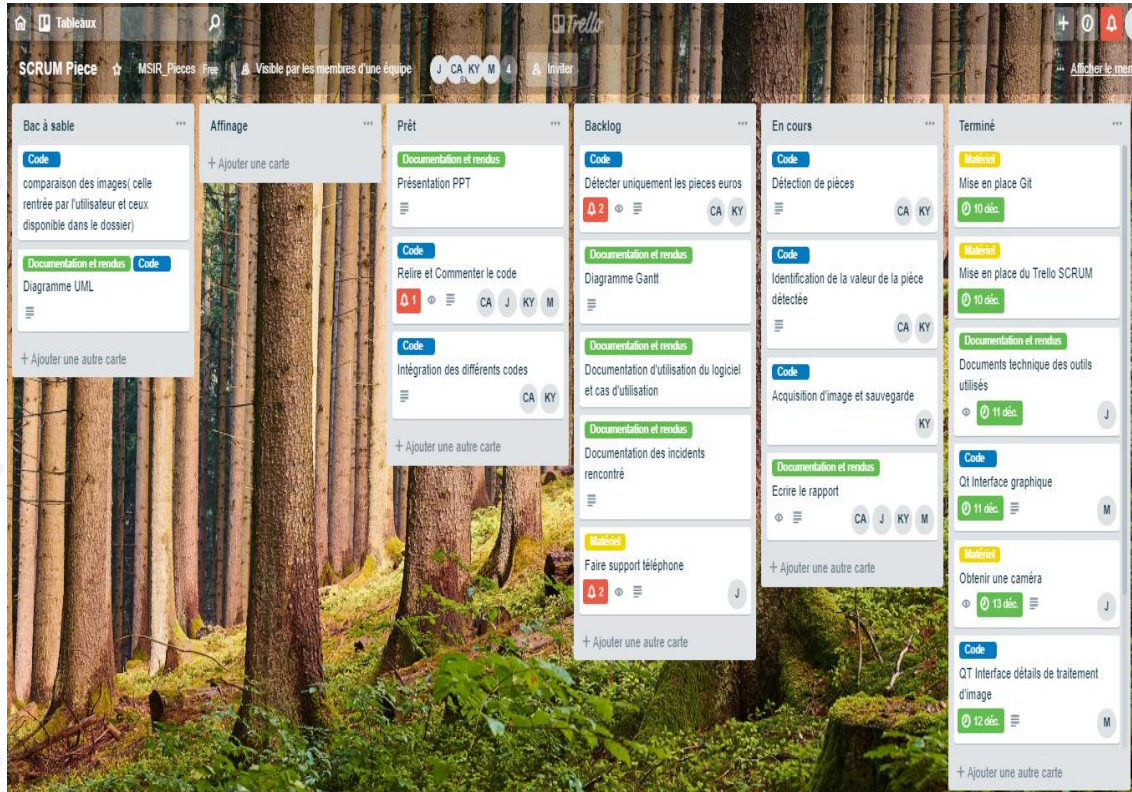 Tableaux
Trello
SCRUM Piece
MSIR_Pieces
Free
Visible par les membres d'une équipe
J CA KY M 4
Inviter
... Afficher le men
Bac à sable
Code
comparaison des images( celle
rentrée par l'utilisateur et ceux
disponible dans le dossier)
Documentation et rendus Code
Diagramme UML
+ Ajouter une autre carte
Affinage
+ Ajouter une carte
Prêt
Documentation et rendus
Présentation PPT
Code
Relire et Commenter le code
1 CA J KY M
Code
Intégration des différents codes
CA KY
+ Ajouter une autre carte
Backlog
Code
Détecter uniquement les pieces euros
2 CA KY
Documentation et rendus
Diagramme Gantt
Documentation et rendus
Documentation d'utilisation du logiciel
et cas d'utilisation
Documentation et rendus
Documentation des incidents
rencontré
Matériel
Faire support téléphone
2 J
+ Ajouter une autre carte
En cours
Code
Détection de pièces
CA KY
Code
Identification de la valeur de la pièce
détectée
CA KY
Code
Acquisition d'image et sauvegarde
KY
Documentation et rendus
Ecrire le rapport
CA J KY M
+ Ajouter une autre carte
Terminé
Matériel
Mise en place Git
10 déc.
Matériel
Mise en place du Trello SCRUM
10 déc.
Documentation et rendus
Documents technique des outils
utilisés
11 déc. J
Code
Qt Interface graphique
11 déc. M
Matériel
Obtenir une caméra
13 déc. J
Code
QT Interface détails de traitement
d'image
12 déc. M
+ Ajouter une autre carte